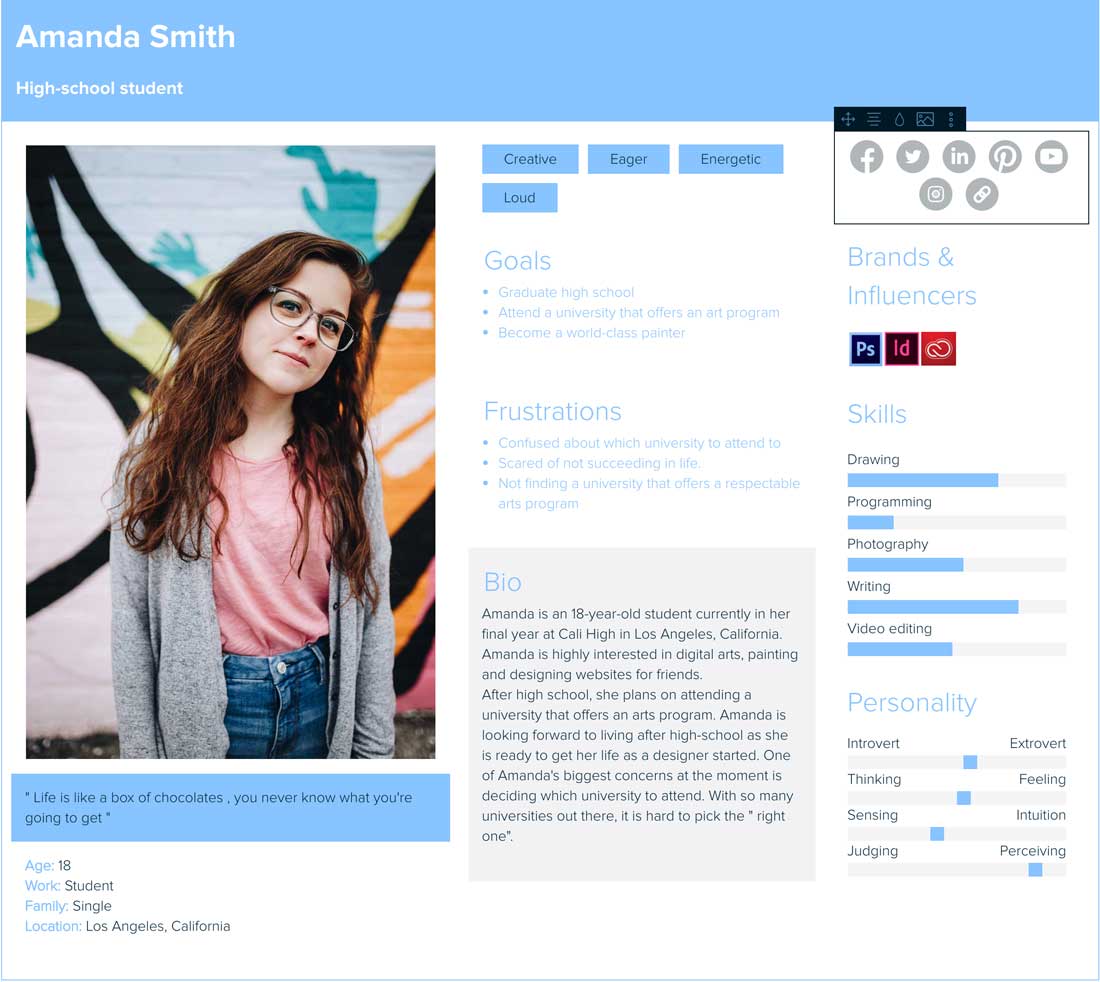 Amanda Smith
High-school student
" Life is like a box of chocolates , you never know what you're
going to get "
Age: 18
Work: Student
Family: Single
Location: Los Angeles, California
Creative Eager Energetic
Loud
Goals
Graduate high school
Attend a university that offers an art program
Become a world-class painter
Frustrations
Confused about which university to attend to
Scared of not succeeding in life.
Not finding a university that offers a respectable
arts program
Bio
Amanda is an 18-year-old student currently in her
final year at Cali High in Los Angeles, California.
Amanda is highly interested in digital arts, painting
and designing websites for friends.
After high school, she plans on attending a
university that offers an arts program. Amanda is
looking forward to living after high-school as she
is ready to get her life as a designer started. One
of Amanda's biggest concerns at the moment is
deciding which university to attend. With so many
universities out there, it is hard to pick the " right
one".
in
Brands &
Influencers
Ps Id
Skills
Drawing
Programming
Photography
Writing
Video editing
Personality
Introvert Extrovert
Thinking Feeling
Sensing Intuition
Judging Perceiving